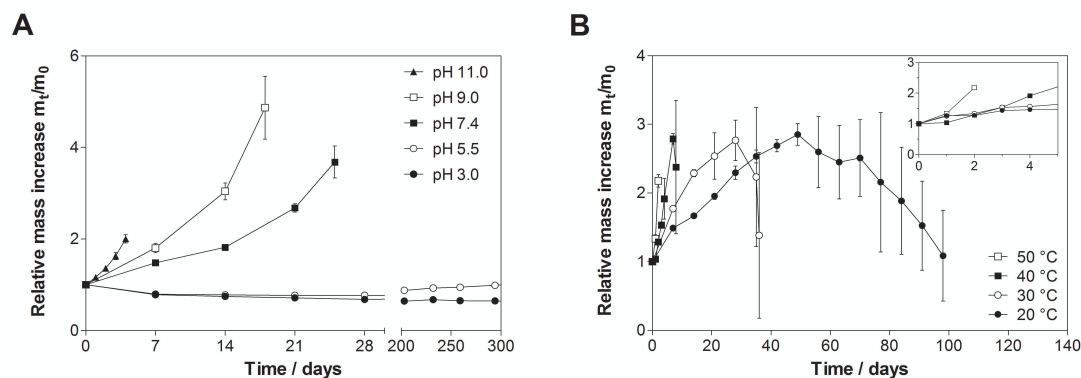 A
Relative mass increase mt/m0
6
4
2
0
0 7 14 21 28 200 250 300
Time / days
pH 11.0
pH 9.0
pH 7.4
pH 5.5
pH 3.0
B
Relative mass increase mt/m0
4
3
2
1
0
0 20 40 60 80 100 120 140
Time / days
3
2
1
0
0 2 4
50 °C
40 °C
30 °C
20 °C